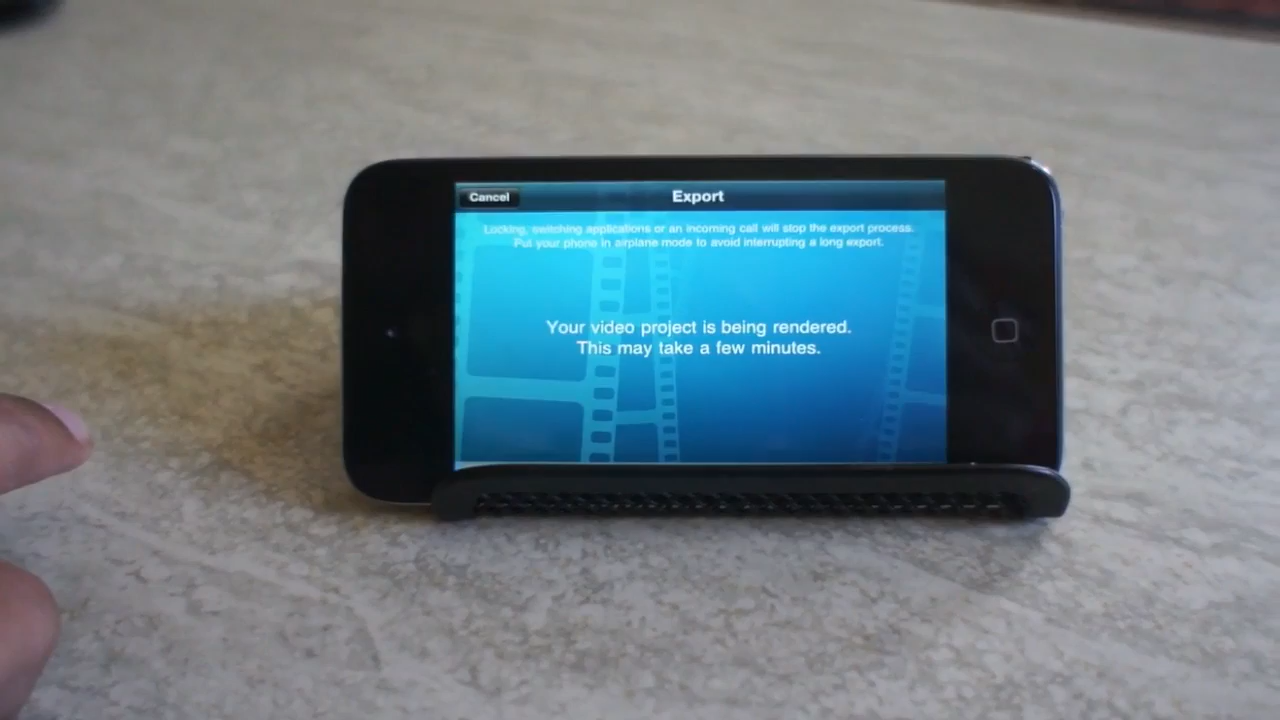 Cancel
Export
Locking, switching applications or an incoming call will stop the export process.
Put your phone in airplane mode to avoid interrupting a long export.
Your video project is being rendered.
This may take a few minutes.